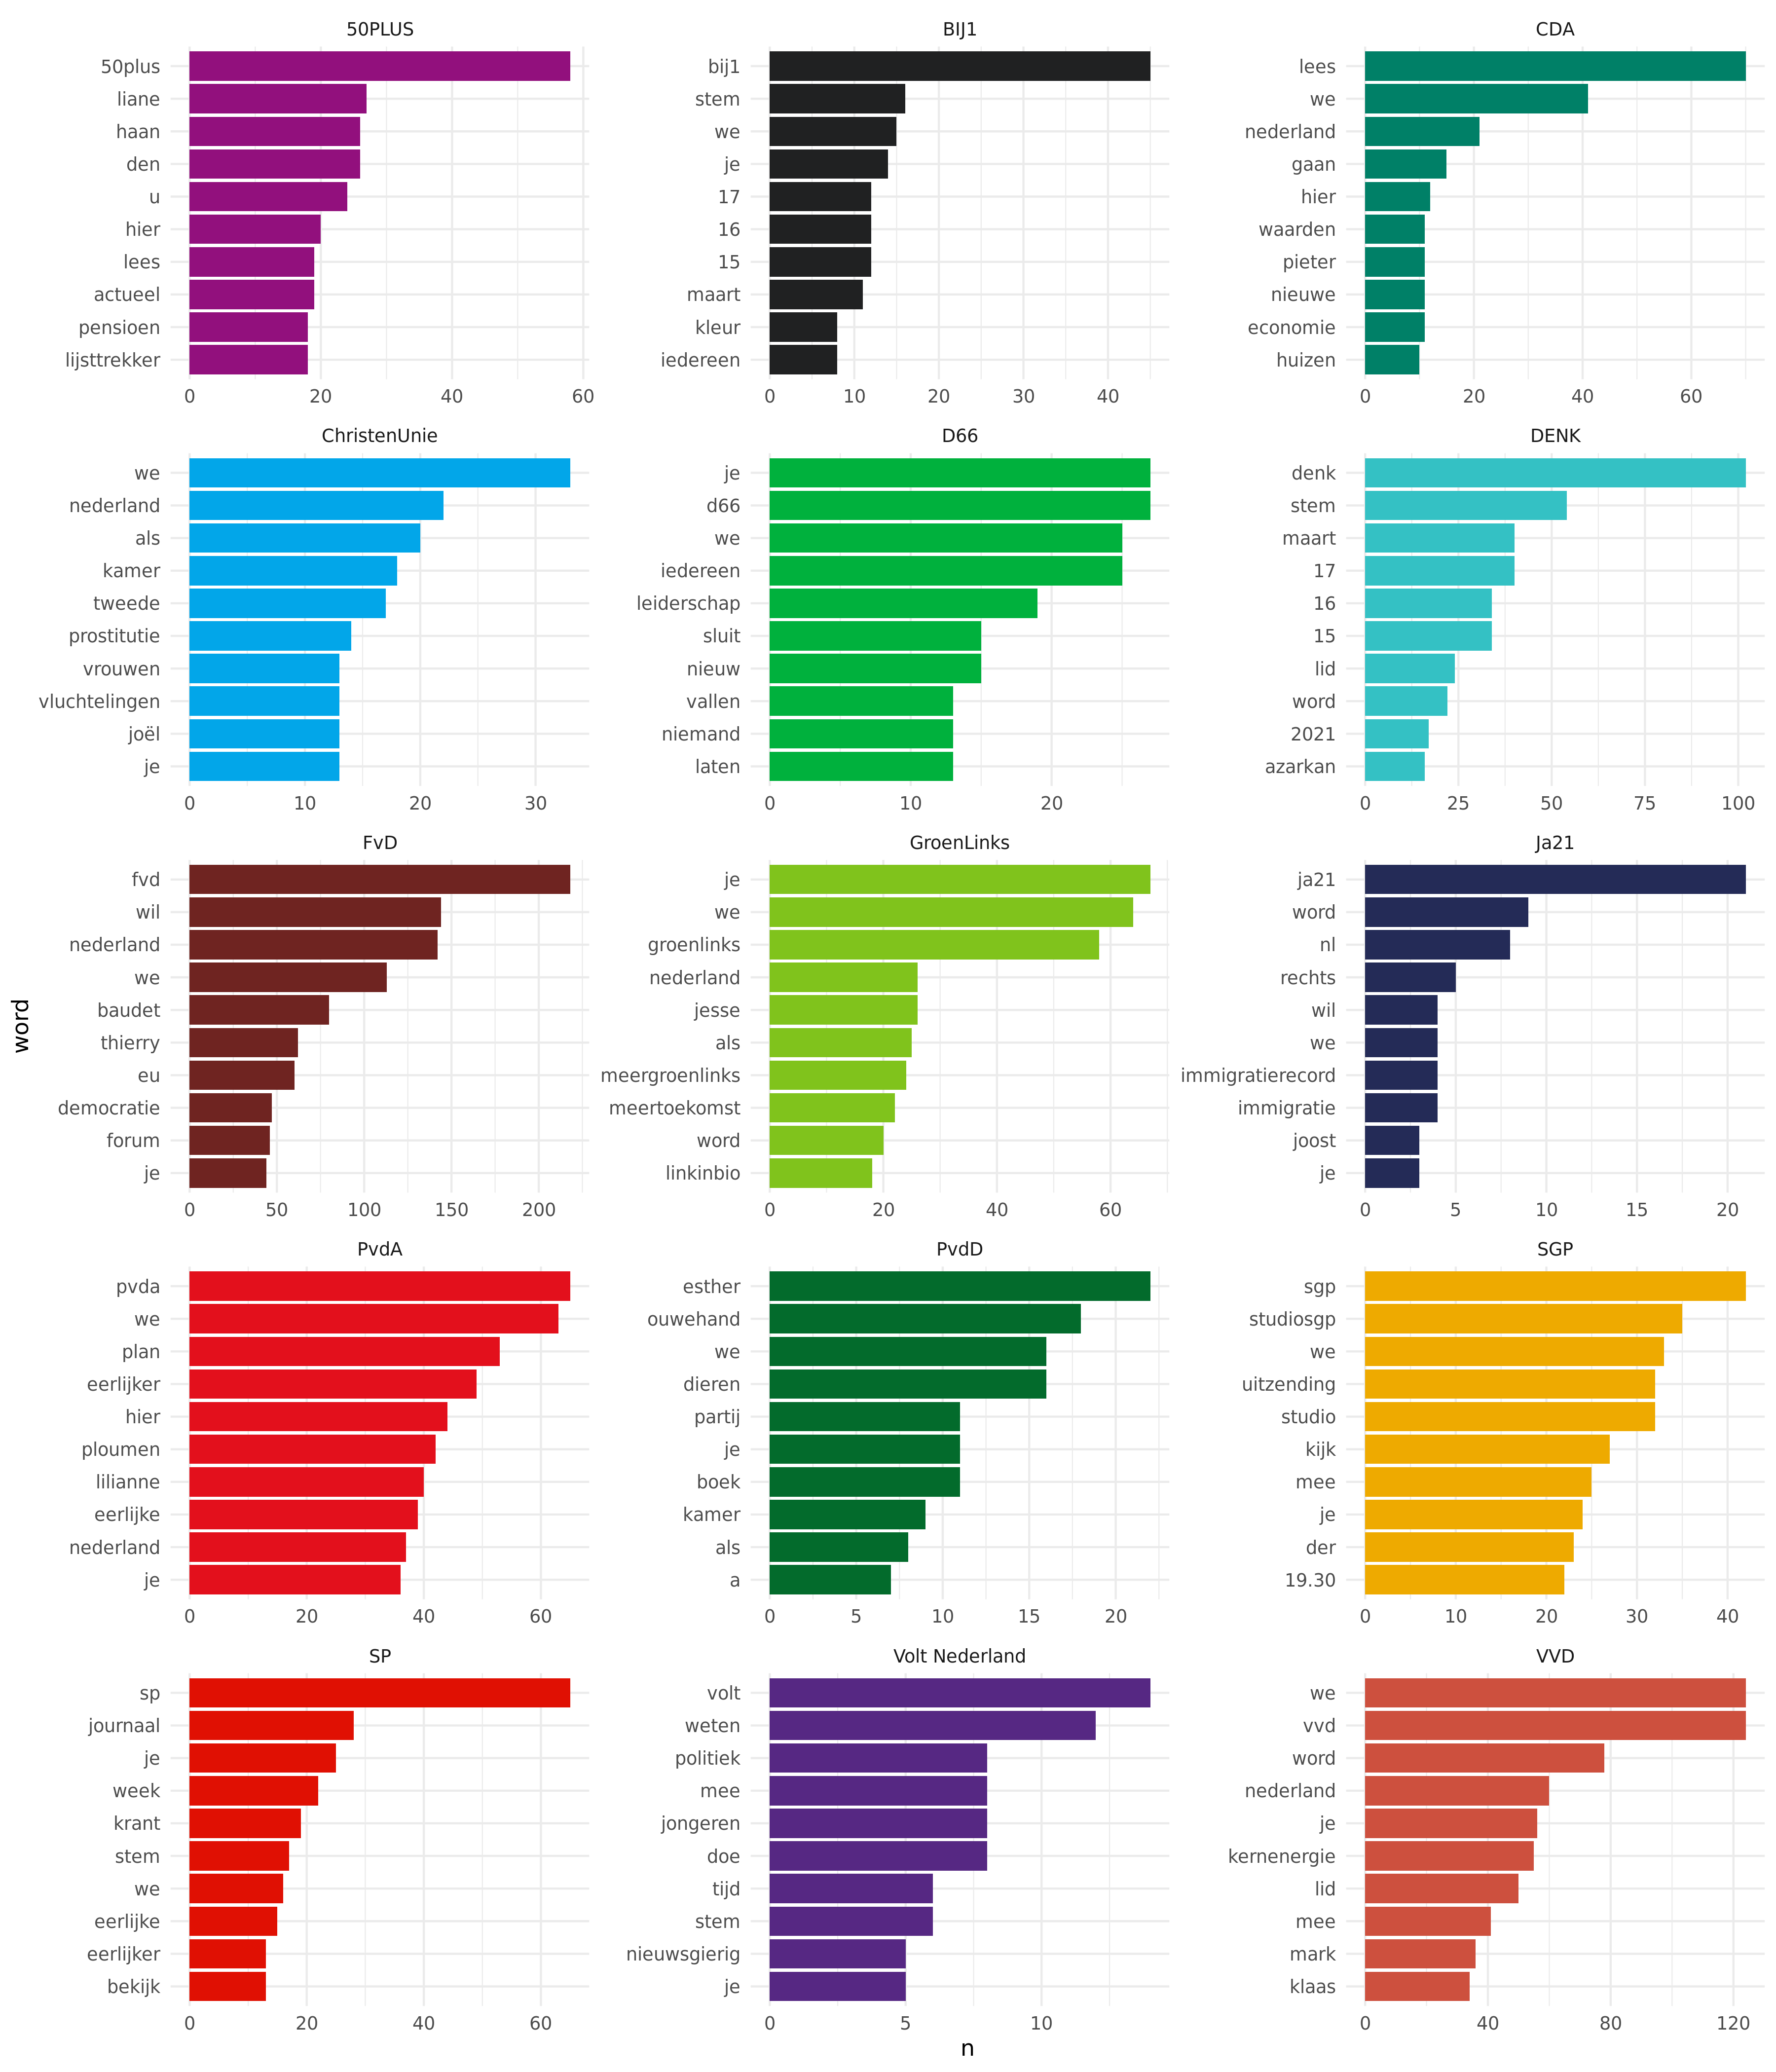 50PLUS
50plus
liane
haan
den
u
hier
lees
actueel
pensioen
lijsttrekker
0 20 40 60
BIJ1
bij1
stem
we
je
17
16
15
maart
kleur
iedereen
0 10 20 30 40
CDA
lees
we
nederland
gaan
hier
waarden
pieter
nieuwe
economie
huizen
0 20 40 60
ChristenUnie
we
nederland
als
kamer
tweede
prostitutie
vrouwen
vluchtelingen
joël
je
0 10 20 30
D66
je
d66
we
iedereen
leiderschap
sluit
nieuw
vallen
niemand
laten
0 10 20
DENK
denk
stem
maart
17
16
15
lid
word
2021
azarkan
0 25 50 75 100
FvD
fvd
wil
nederland
we
baudet
thierry
eu
democratie
forum
je
0 50 100 150 200
GroenLinks
je
we
groenlinks
nederland
jesse
als
meergroenlinks
meertoekomst
word
linkinbio
0 20 40 60
Ja21
ja21
word
nl
rechts
wil
we
immigratierecord
immigratie
joost
je
0 5 10 15 20
PvdA
pvda
we
plan
eerlijker
hier
ploumen
lilianne
eerlijke
nederland
je
0 20 40 60
PvdD
esther
ouwehand
we
dieren
partij
je
boek
kamer
als
a
0 5 10 15 20
SGP
sgp
studiosgp
we
uitzending
studio
kijk
mee
je
der
19.30
0 10 20 30 40
SP
sp
journaal
je
week
krant
stem
we
eerlijke
eerlijker
bekijk
0 20 40 60
Volt Nederland
volt
weten
politiek
mee
jongeren
doe
tijd
stem
nieuwsgierig
je
0 5 10
VVD
we
vvd
word
nederland
je
kernenergie
lid
mee
mark
klaas
0 40 80 120
word
n